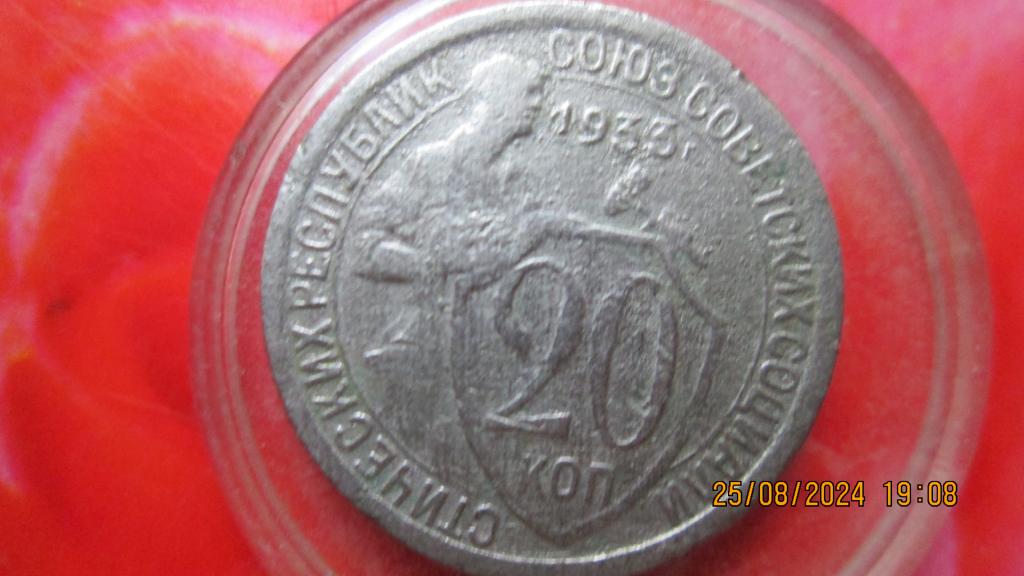 СОЮЗ СОВЕТСКИХ СОЦИАЛИСТИЧЕСКИХ РЕСПУБЛИК
1933г
20
КОП
25/08/2024 19:08